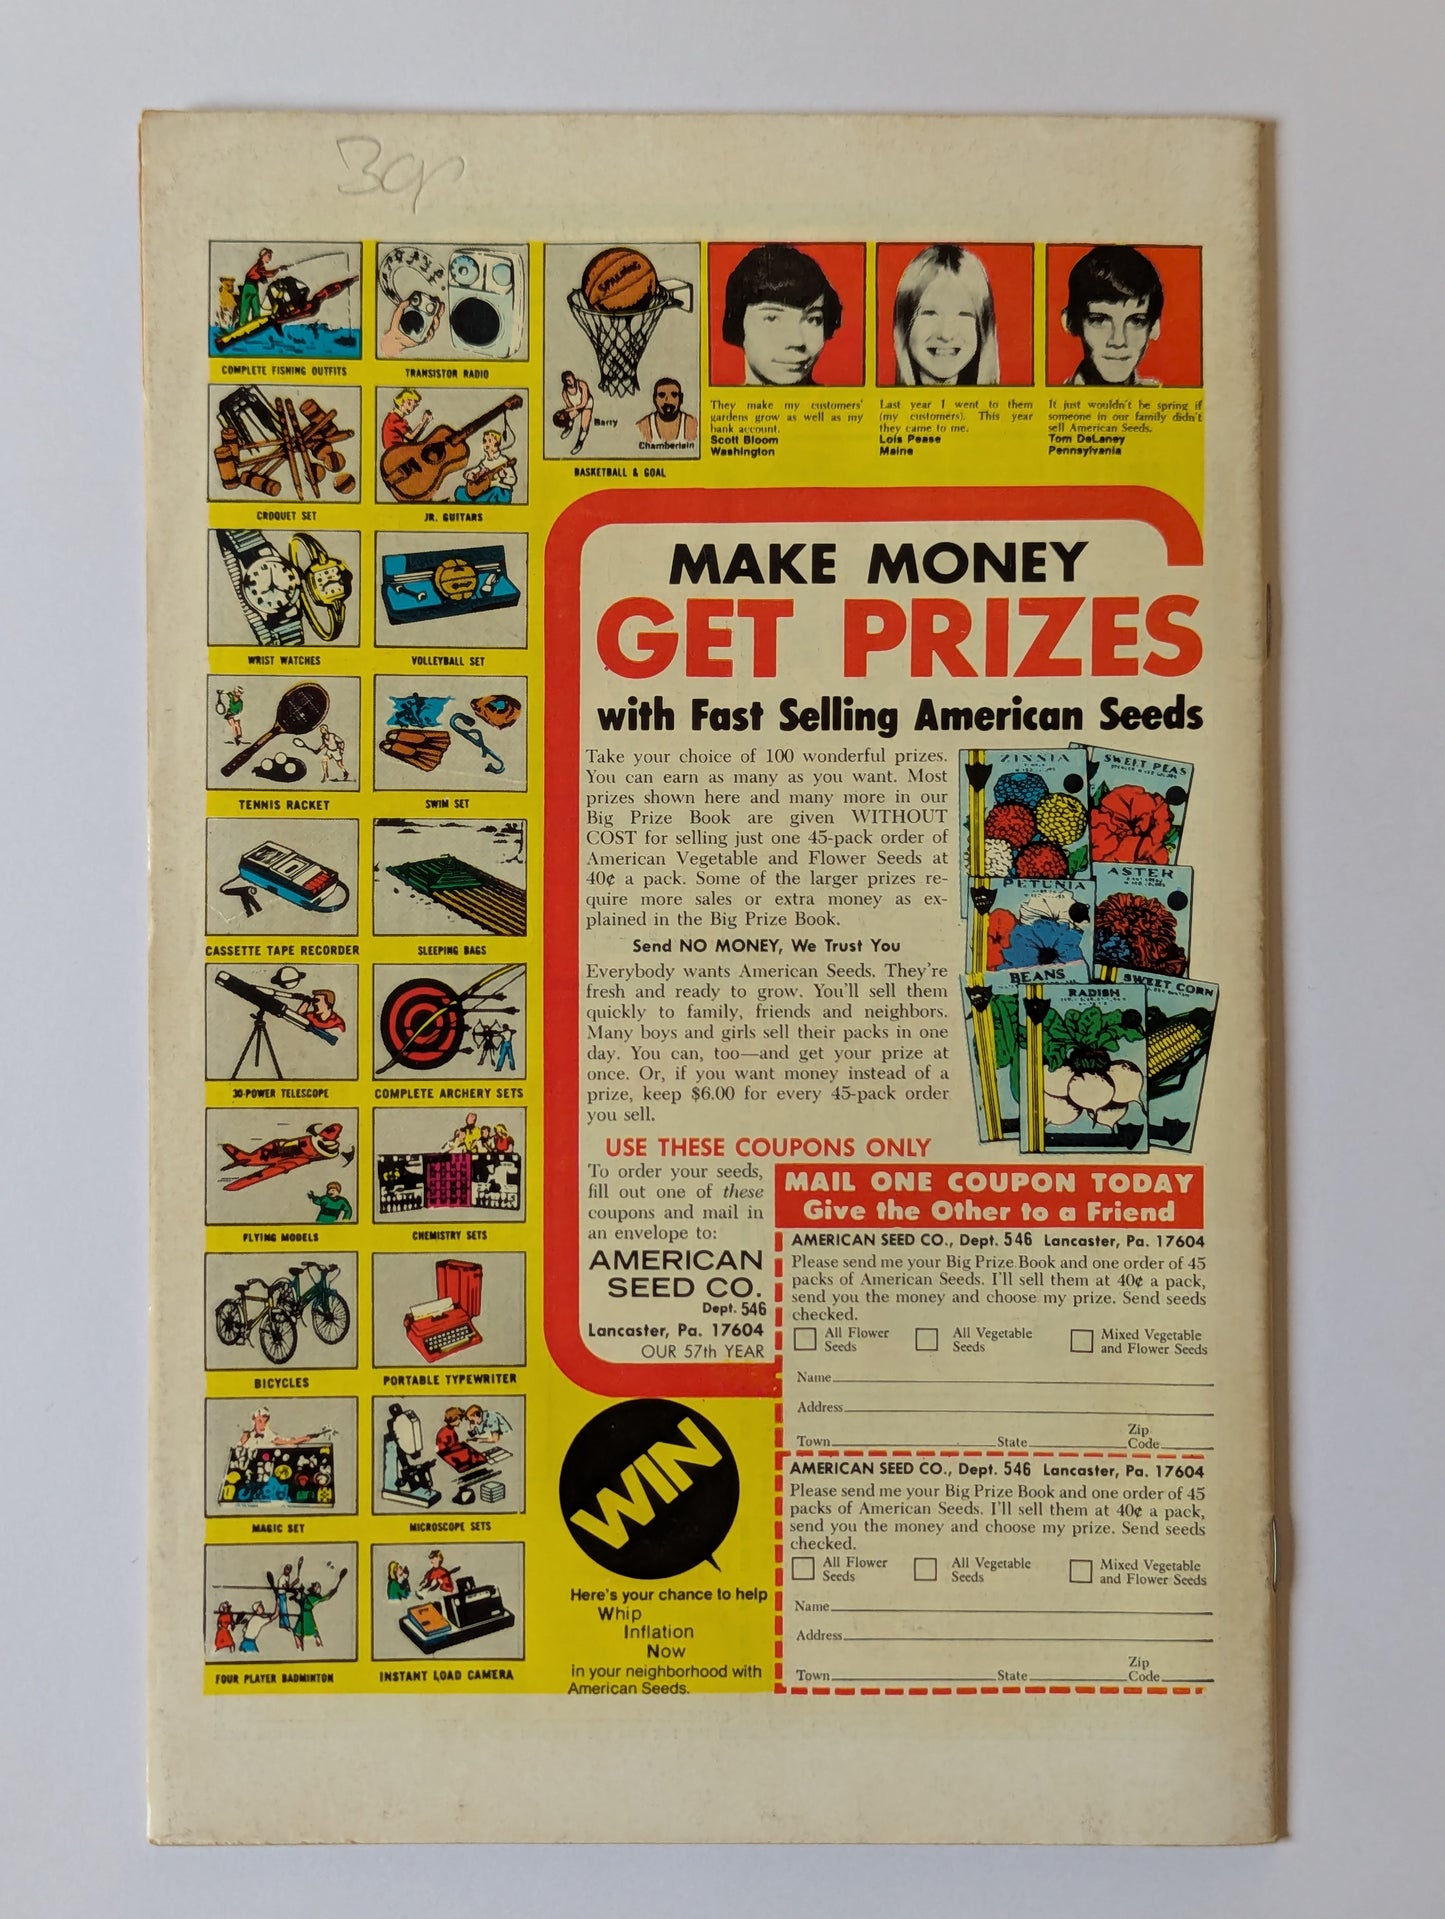 30p
COMPLETE FISHING OUTFITS
TRANSISTOR RADIO
CROQUET SET
JR. GUITARS
WRIST WATCHES
VOLLEYBALL SET
TENNIS RACKET
SWIM SET
CASSETTE TAPE RECORDER
SLEEPING BAGS
30-POWER TELESCOPE
COMPLETE ARCHERY SETS
FLYING MODELS
CHEMISTRY SETS
BICYCLES
PORTABLE TYPEWRITER
MAGIC SET
MICROSCOPE SETS
FOUR PLAYER BADMINTON
INSTANT LOAD CAMERA
SPALDING
Barry
Chamberlain
BASKETBALL & GOAL
They make my customers'
gardens grow as well as my
bank account.
Scott Bloom
Washington
Last year I went to them
(my customers). This year
they came to me.
Lois Pease
Maine
It just wouldn't be spring if
someone in our family didn't
sell American Seeds.
Tom DeLaney
Pennsylvania
MAKE MONEY
GET PRIZES
with Fast Selling American Seeds
Take your choice of 100 wonderful prizes.
You can earn as many as you want. Most
prizes shown here and many more in our
Big Prize Book are given WITHOUT
COST for selling just one 45-pack order of
American Vegetable and Flower Seeds at
40¢ a pack. Some of the larger prizes re-
quire more sales or extra money as ex-
plained in the Big Prize Book.
Send NO MONEY, We Trust You
Everybody wants American Seeds. They're
fresh and ready to grow. You'll sell them
quickly to family, friends and neighbors.
Many boys and girls sell their packs in one
day. You can, too—and get your prize at
once. Or, if you want money instead of a
prize, keep $6.00 for every 45-pack order
you sell.
ZINNIA
SWEET PEAS
PETUNIA
ASTER
BEANS
RADISH
SWEET CORN
USE THESE COUPONS ONLY
To order your seeds,
fill out one of these
coupons and mail in
an envelope to:
AMERICAN
SEED CO.
Dept. 546
Lancaster, Pa. 17604
OUR 57th YEAR
MAIL ONE COUPON TODAY
Give the Other to a Friend
AMERICAN SEED CO., Dept. 546 Lancaster, Pa. 17604
Please send me your Big Prize Book and one order of 45
packs of American Seeds. I'll sell them at 40¢ a pack,
send you the money and choose my prize. Send seeds
checked.
All Flower Seeds
All Vegetable Seeds
Mixed Vegetable and Flower Seeds
Name
Address
Town State Zip Code
AMERICAN SEED CO., Dept. 546 Lancaster, Pa. 17604
Please send me your Big Prize Book and one order of 45
packs of American Seeds. I'll sell them at 40¢ a pack,
send you the money and choose my prize. Send seeds
checked.
All Flower Seeds
All Vegetable Seeds
Mixed Vegetable and Flower Seeds
Name
Address
Town State Zip Code
WIN
Here's your chance to help
Whip
Inflation
Now
in your neighborhood with
American Seeds.